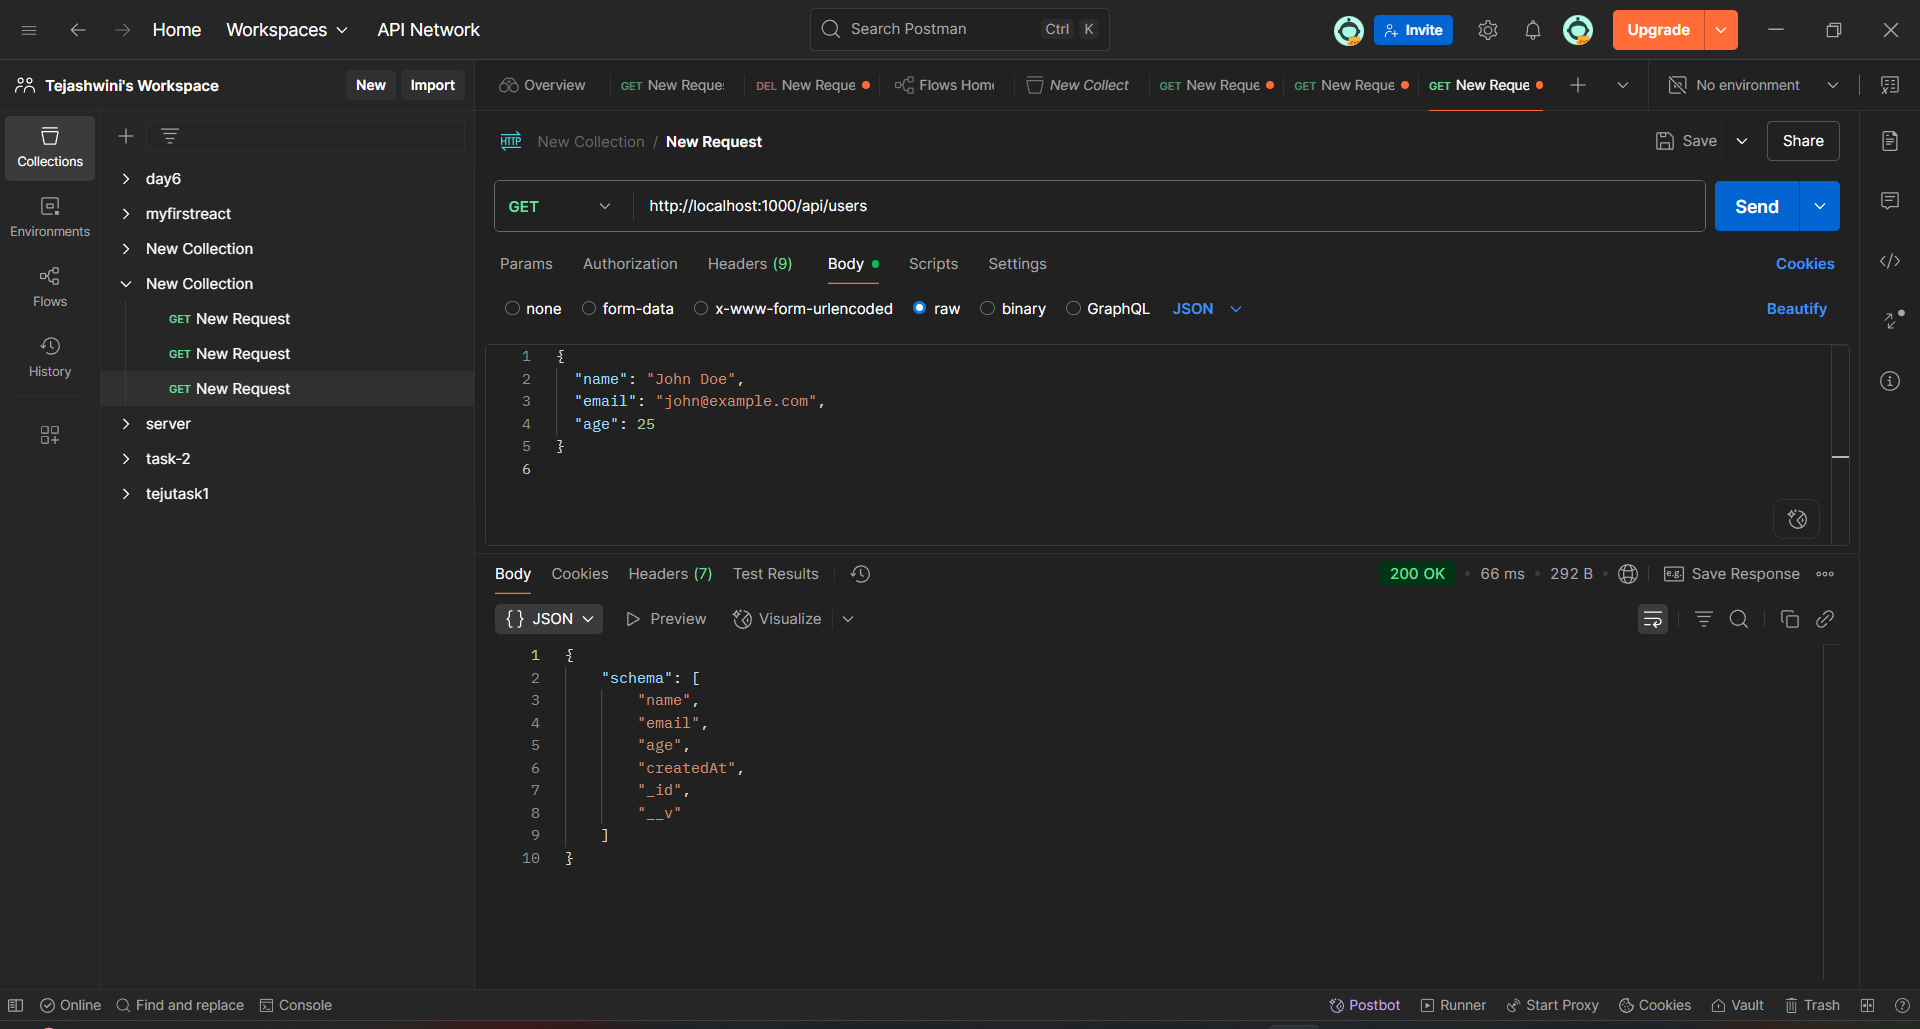 Home Workspaces API Network Search Postman Ctrl K Invite Upgrade
Tejashwini's Workspace New Import Overview GET New Reque: DEL New Reque Flows Hom New Collect GET New Reque GET New Reque GET New Reque No environment
Collections
Environments
Flows
History
day6
myfirstreact
New Collection
New Collection
GET New Request
GET New Request
GET New Request
server
task-2
tejutask1
HTTP New Collection / New Request Save Share
GET http://localhost:1000/api/users Send
Params Authorization Headers (9) Body Scripts Settings Cookies
none form-data x-www-form-urlencoded raw binary GraphQL JSON Beautify
1 {
2 "name": "John Doe",
3 "email": "john@example.com",
4 "age": 25
5 }
6
Body Cookies Headers (7) Test Results 200 OK • 66 ms • 292 B • e.g. Save Response
{} JSON Preview Visualize
1 {
2 "schema": [
3 "name",
4 "email",
5 "age",
6 "createdAt",
7 "_id",
8 "__v"
9 ]
10 }
Online Find and replace Console Postbot Runner Start Proxy Cookies Vault Trash